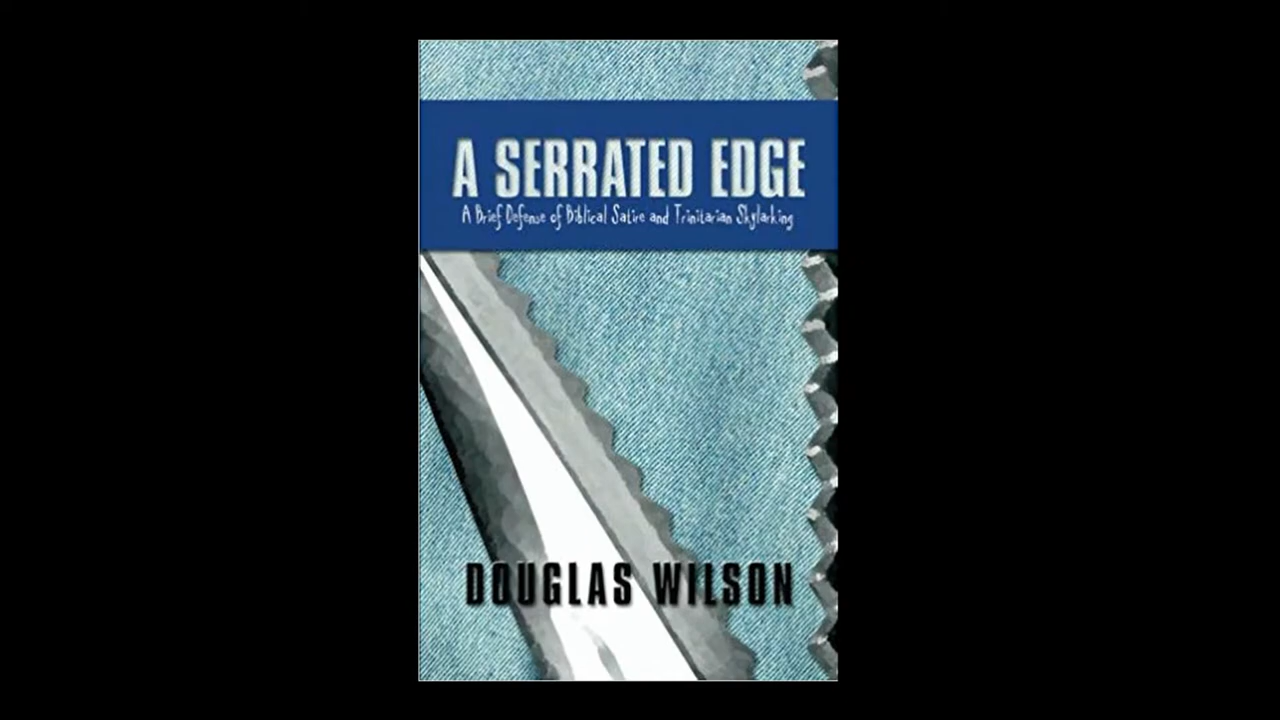 A SERRATED EDGE
A Brief Defense of Biblical Satire and Trinitarian Skylarking
DOUGLAS WILSON